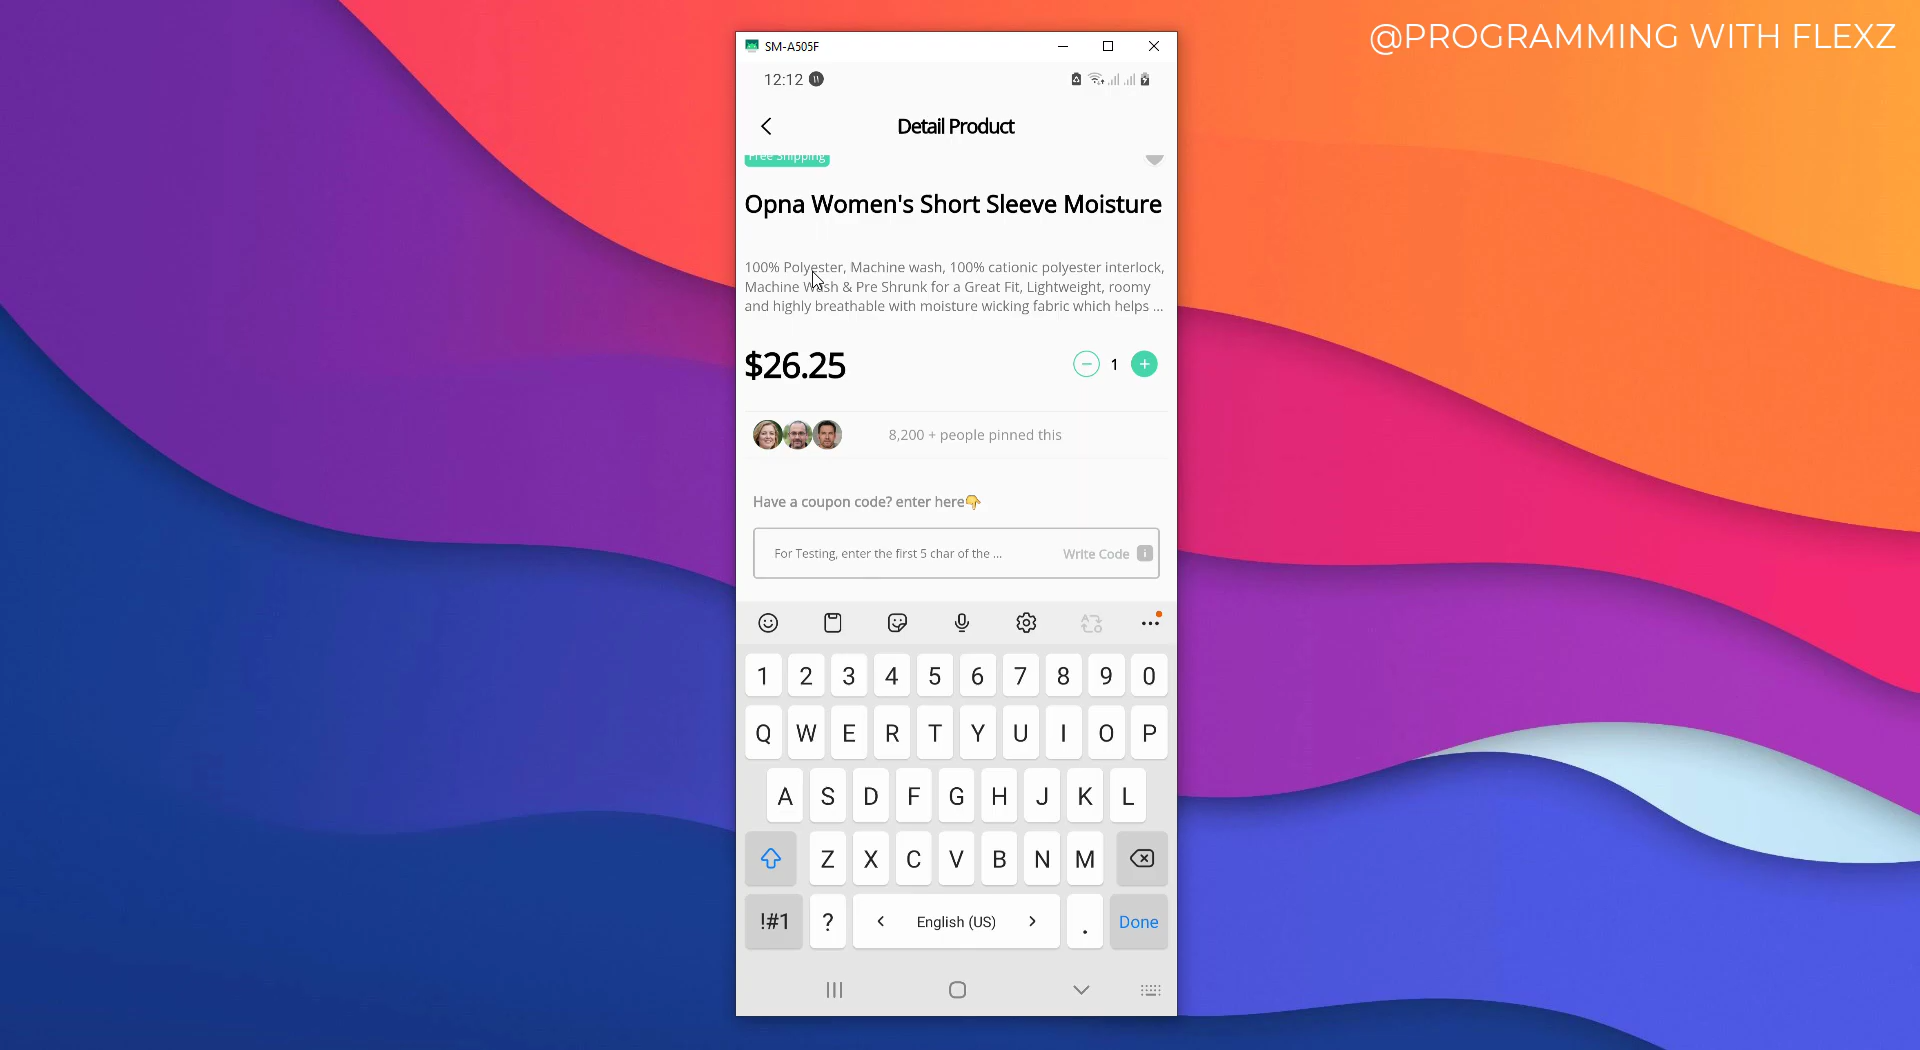 @PROGRAMMING WITH FLEXZ
SM-A505F
12:12
Detail Product
Free Shipping
Opna Women's Short Sleeve Moisture
100% Polyester, Machine wash, 100% cationic polyester interlock,
Machine Wash & Pre Shrunk for a Great Fit, Lightweight, roomy
and highly breathable with moisture wicking fabric which helps ...
$26.25
1
8,200 + people pinned this
Have a coupon code? enter here👇
For Testing, enter the first 5 char of the ...
Write Code
1 2 3 4 5 6 7 8 9 0
Q W E R T Y U I O P
A S D F G H J K L
Z X C V B N M
!#1 ? < English (US) > . Done